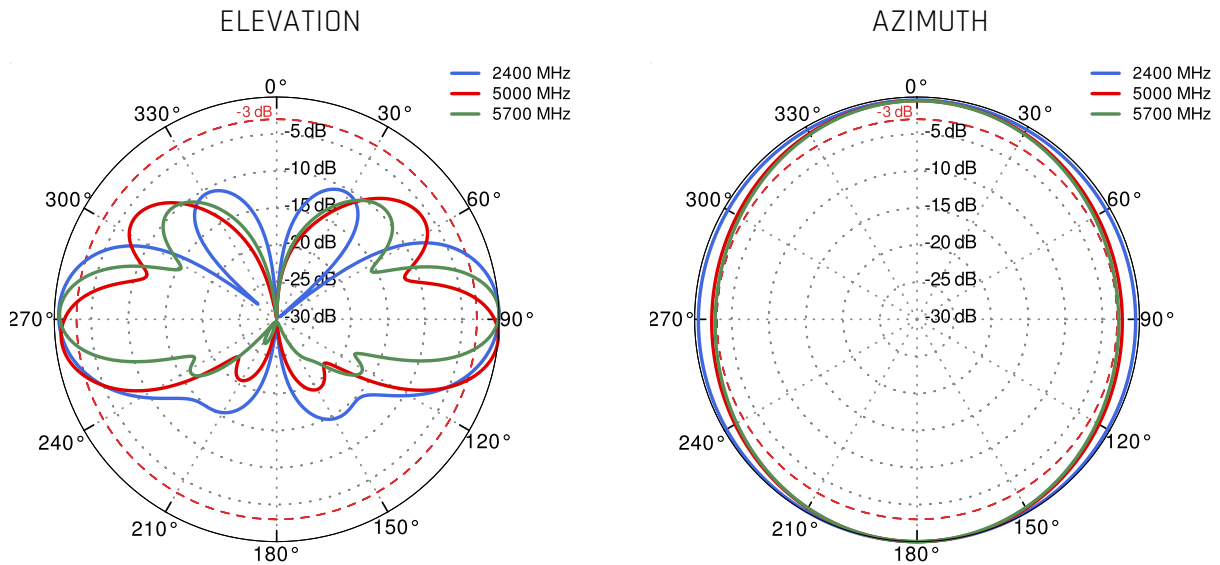 ELEVATION
2400 MHz
5000 MHz
5700 MHz
0°
30°
60°
90°
120°
150°
180°
210°
240°
270°
300°
330°
-3 dB
-5 dB
-10 dB
-15 dB
-20 dB
-25 dB
-30 dB
AZIMUTH
2400 MHz
5000 MHz
5700 MHz
0°
30°
60°
90°
120°
150°
180°
210°
240°
270°
300°
330°
-3 dB
-5 dB
-10 dB
-15 dB
-20 dB
-25 dB
-30 dB